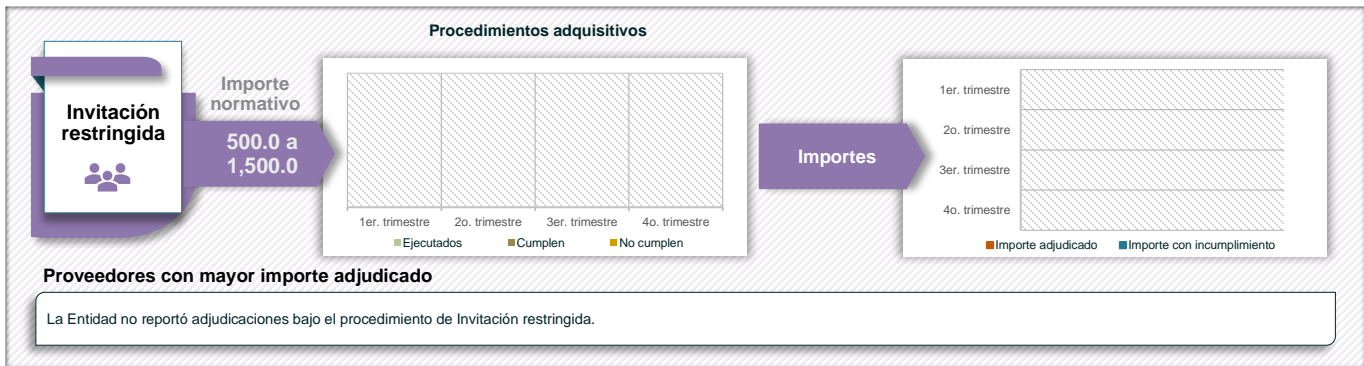 Procedimientos adquisitivos
Invitación
restringida
Importe
normativo
500.0 a
1,500.0
1er. trimestre 2o. trimestre 3er. trimestre 4o. trimestre
Ejecutados Cumplen No cumplen
Importes
1er. trimestre
2o. trimestre
3er. trimestre
4o. trimestre
Importe adjudicado Importe con incumplimiento
Proveedores con mayor importe adjudicado
La Entidad no reportó adjudicaciones bajo el procedimiento de Invitación restringida.